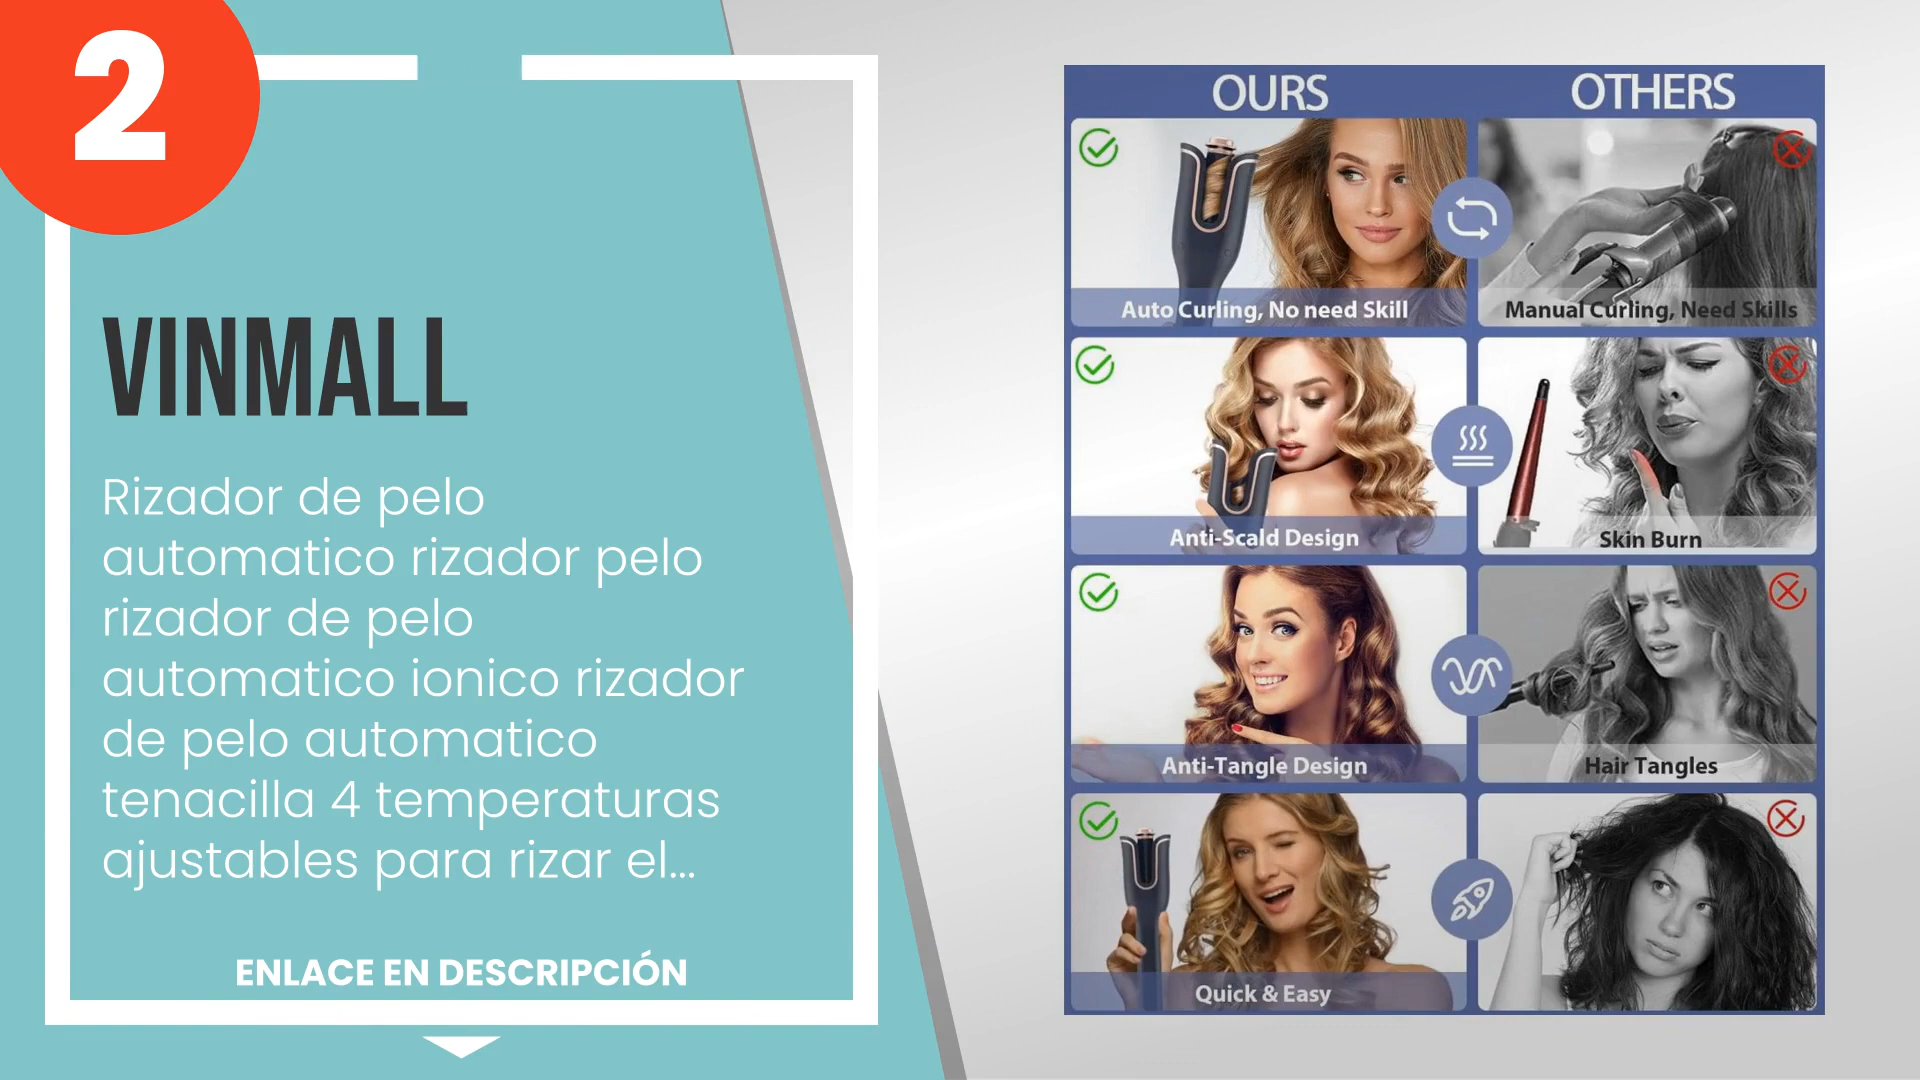 2
VINMALL
Rizador de pelo
automatico rizador pelo
rizador de pelo
automatico ionico rizador
de pelo automatico
tenacilla 4 temperaturas
ajustables para rizar el...
ENLACE EN DESCRIPCIÓN
OURS
OTHERS
Auto Curling, No need Skill
Manual Curling, Need Skills
Anti-Scald Design
Skin Burn
Anti-Tangle Design
Hair Tangles
Quick & Easy